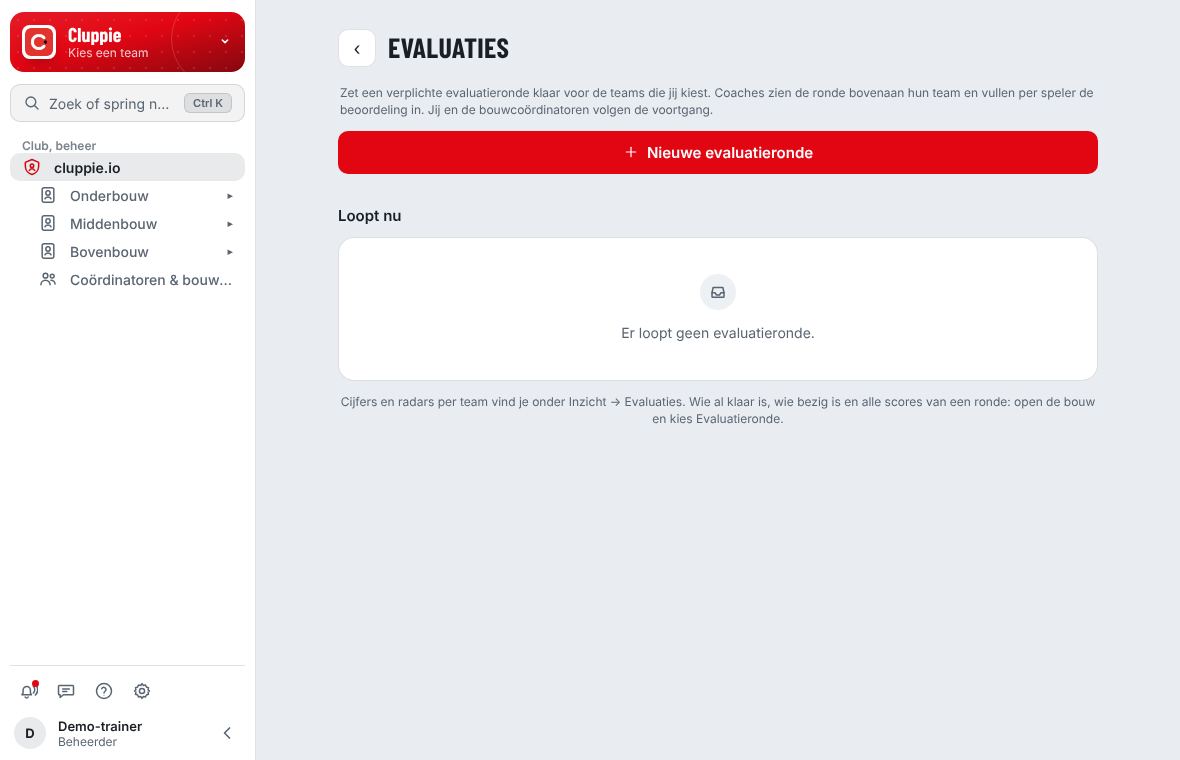 Cluppie
Kies een team
Zoek of spring n...
Ctrl K
Club, beheer
cluppie.io
Onderbouw
Middenbouw
Bovenbouw
Coördinatoren & bouw...
D
Demo-trainer
Beheerder
EVALUATIES
Zet een verplichte evaluatieronde klaar voor de teams die jij kiest. Coaches zien de ronde bovenaan hun team en vullen per speler de
beoordeling in. Jij en de bouwcoördinatoren volgen de voortgang.
+ Nieuwe evaluatieronde
Loopt nu
Er loopt geen evaluatieronde.
Cijfers en radars per team vind je onder Inzicht → Evaluaties. Wie al klaar is, wie bezig is en alle scores van een ronde: open de bouw
en kies Evaluatieronde.